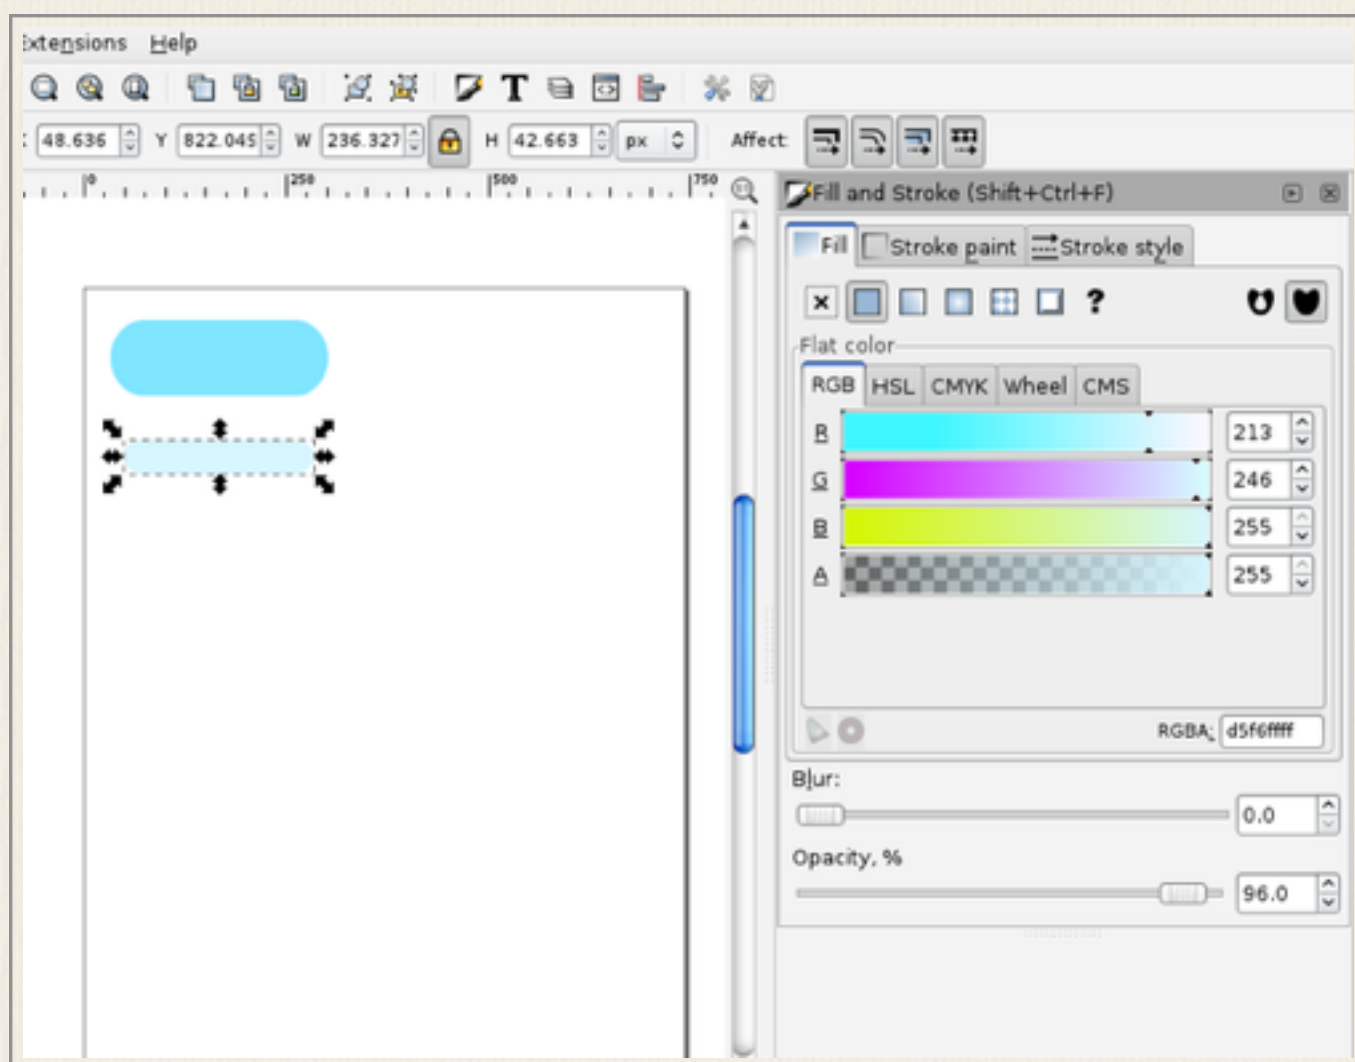 Extensions Help
48.636 Y 822.045 W 236.327 H 42.663 px Affect:
0 250 500 750
Fill and Stroke (Shift+Ctrl+F)
Fill Stroke paint Stroke style
?
Flat color
RGB HSL CMYK Wheel CMS
R 213
G 246
B 255
A 255
RGBA: d5f6ffff
Blur:
0.0
Opacity, %
96.0